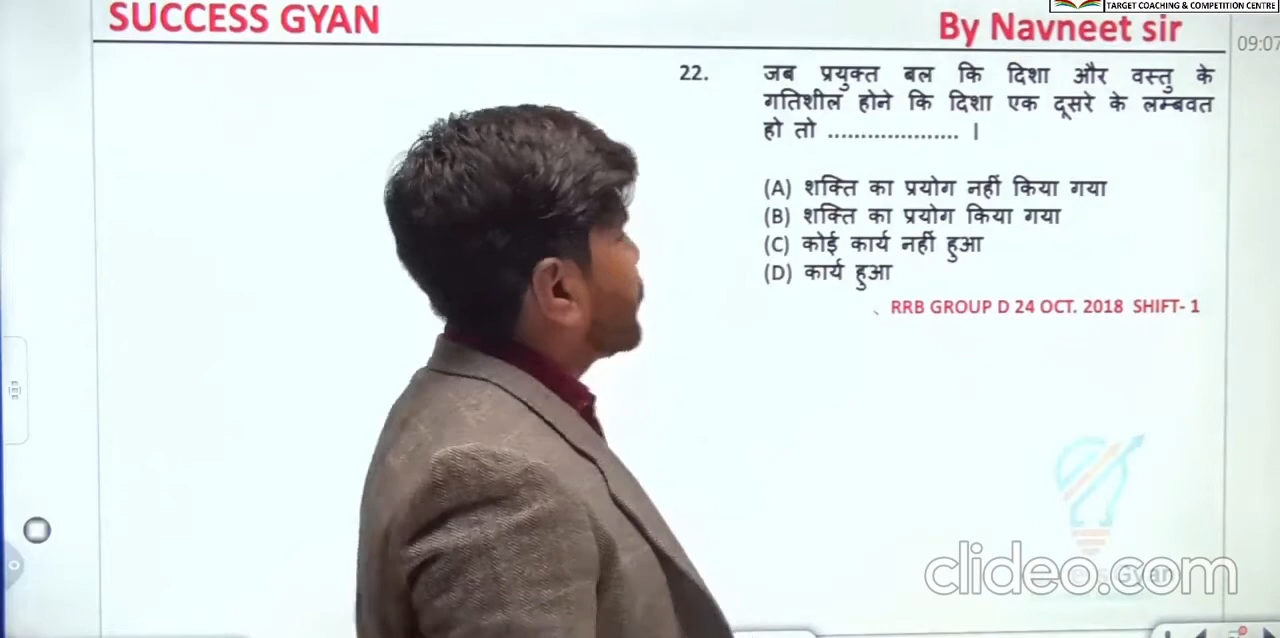 TARGET COACHING & COMPETITION CENTRE
SUCCESS GYAN
By Navneet sir
09:07
22. जब प्रयुक्त बल कि दिशा और वस्तु के
गतिशील होने कि दिशा एक दूसरे के लम्बवत
हो तो .................... |
(A) शक्ति का प्रयोग नहीं किया गया
(B) शक्ति का प्रयोग किया गया
(C) कोई कार्य नहीं हुआ
(D) कार्य हुआ
RRB GROUP D 24 OCT. 2018 SHIFT- 1
clideo.com
Gyan